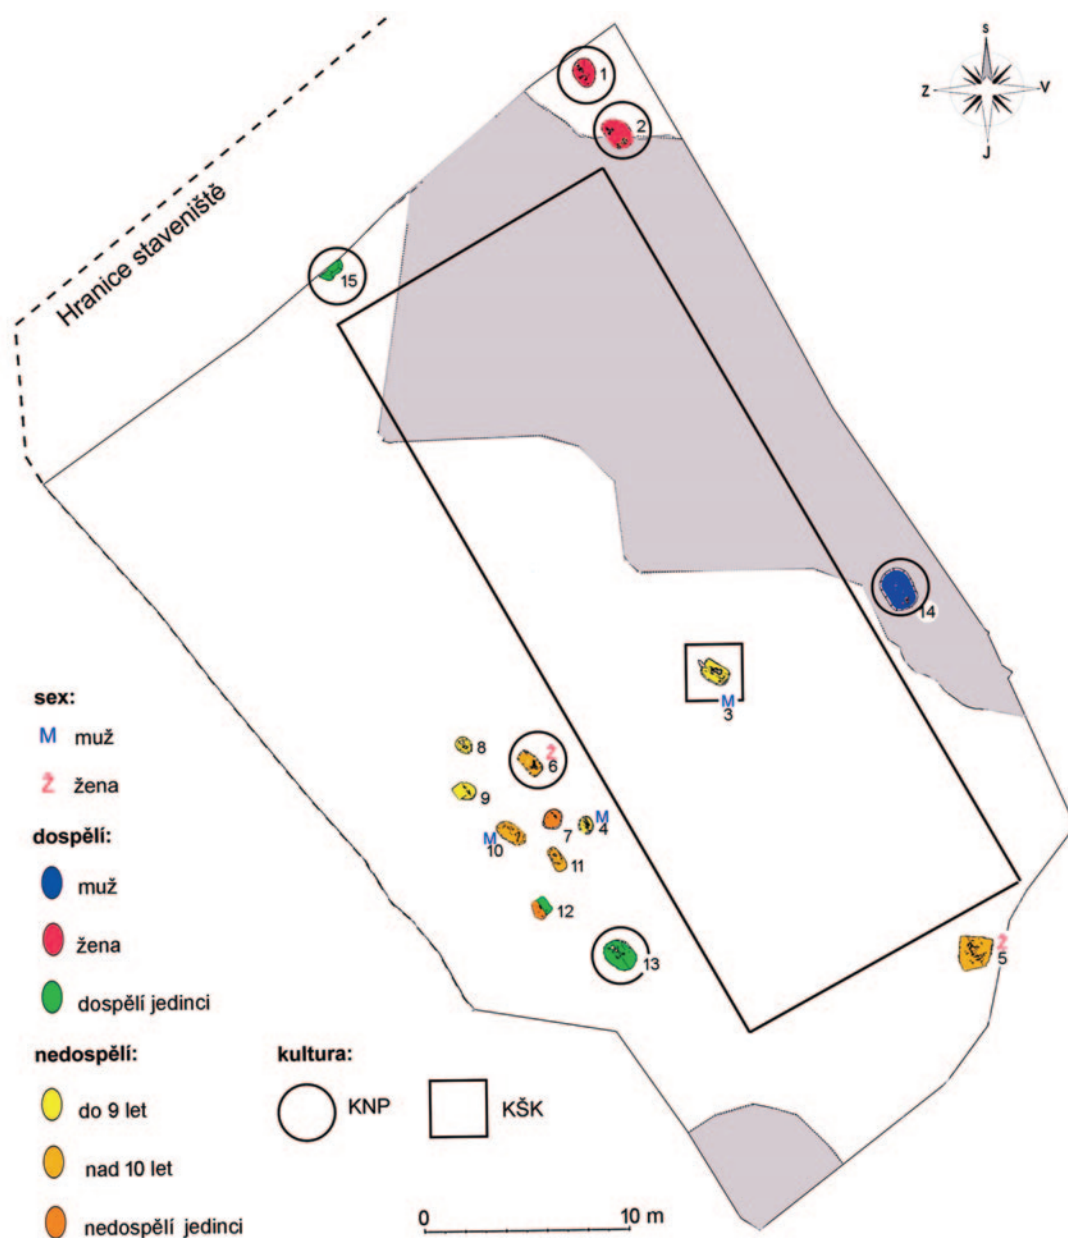 S
Z
V
J
1
2
Hranice staveniště
15
14
M
3
8
Ž
6
9
M
4
7
M
10
11
12
13
Ž
5
sex:
M muž
Ž žena
dospělí:
muž
žena
dospělí jedinci
nedospělí:
do 9 let
nad 10 let
nedospělí jedinci
kultura:
KNP
KŠK
0 10 m